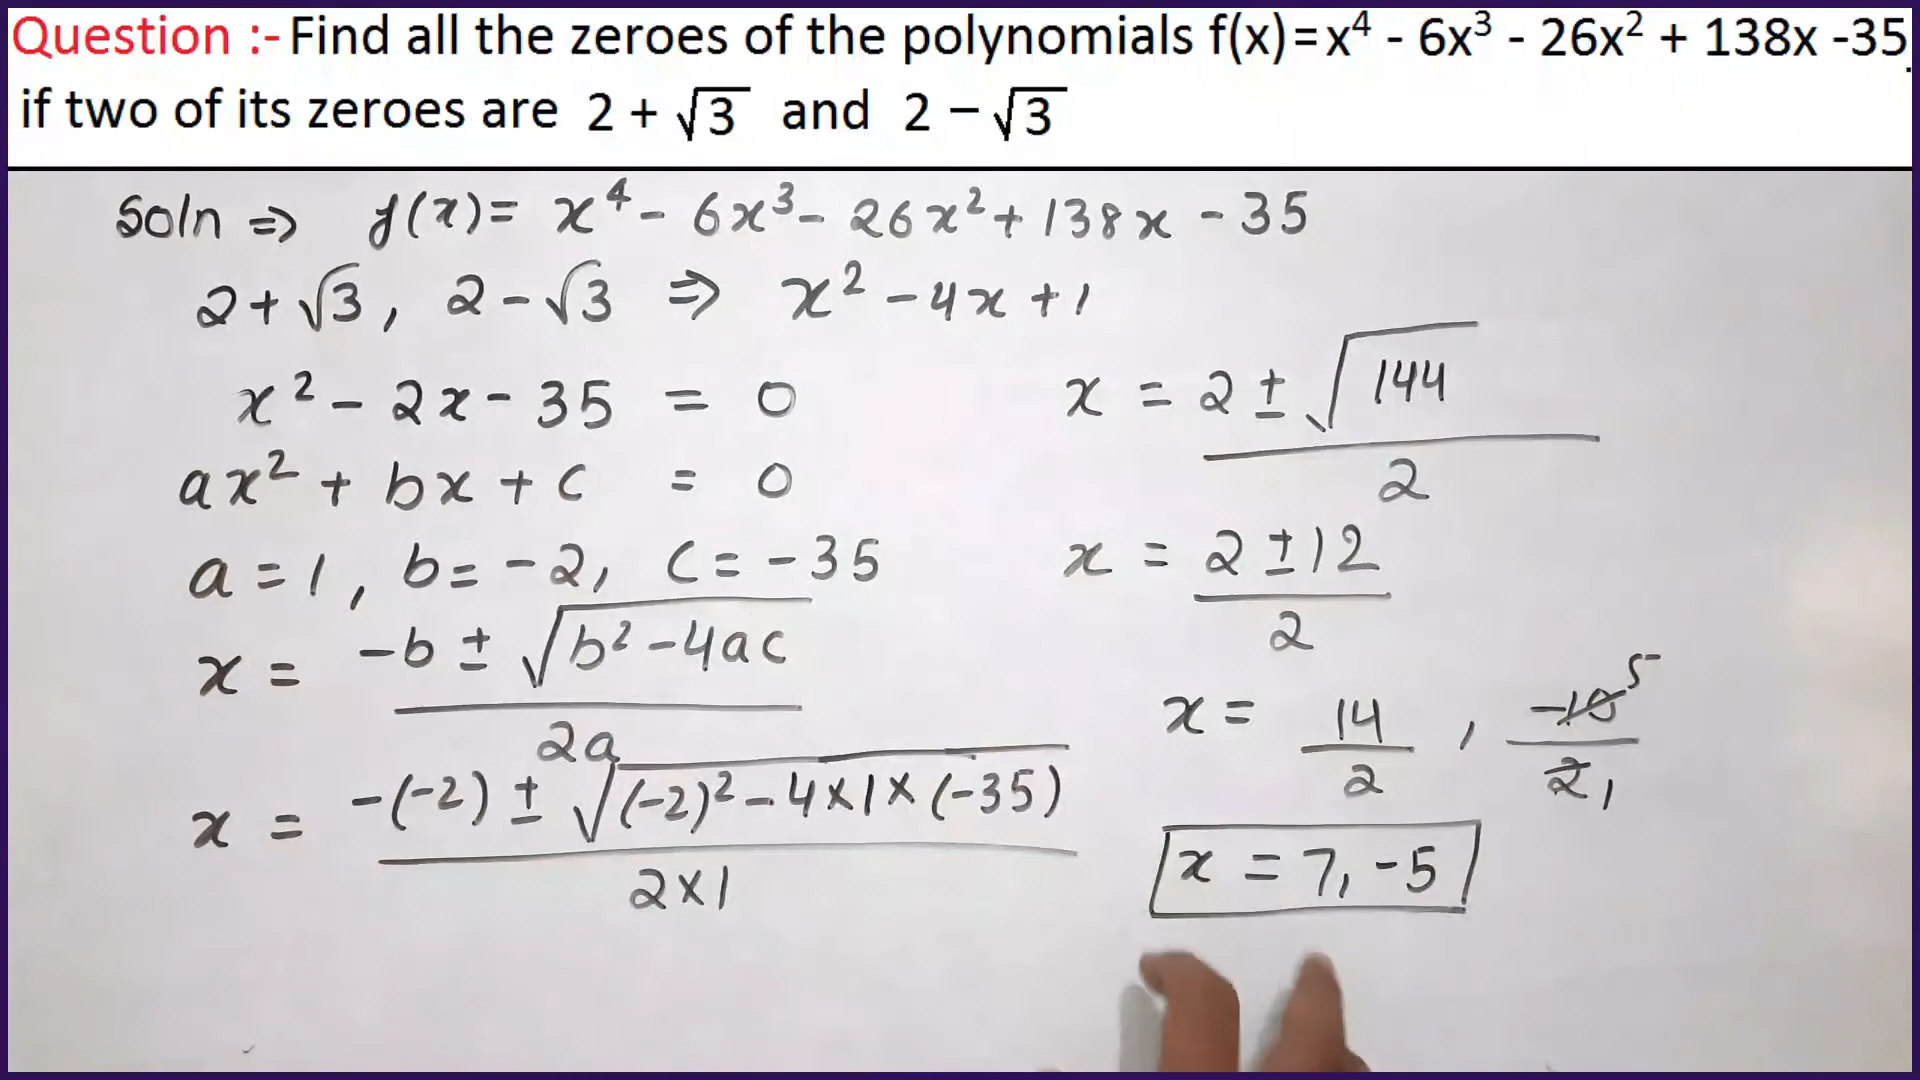 Question :- Find all the zeroes of the polynomials f(x)=x⁴ - 6x³ - 26x² + 138x -35.
if two of its zeroes are 2 + √3 and 2 − √3
Soln ⇒ f(x)= x⁴ - 6x³ - 26x² + 138x - 35
2+√3, 2-√3 ⇒ x² - 4x + 1
x² - 2x - 35 = 0
ax² + bx + c = 0
a = 1, b = -2, c = -35
x = -b ± √b² - 4ac
2a
x = -(-2) ± √(-2)² - 4×1×(-35)
2×1
x = 2 ± √144
2
x = 2 ± 12
2
x = 14/2, -10/2
5
1
x = 7, -5